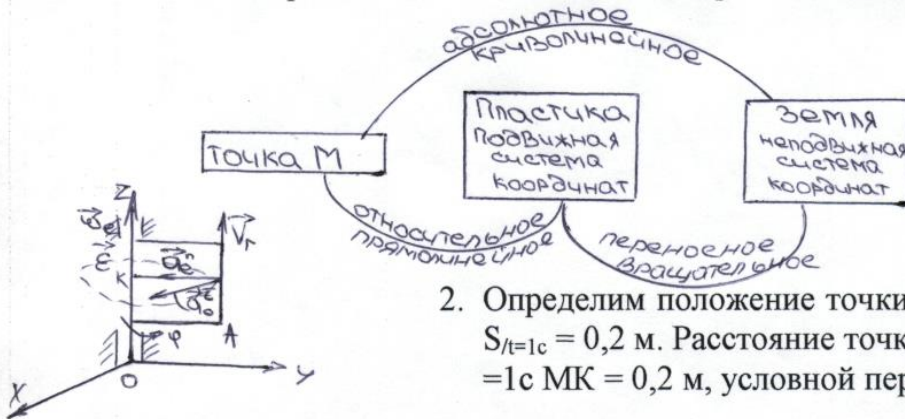 абсолютное
криволинейное
точка М
Пластика
подвижная
система
координат
Земля
неподвижная
система
координат
относительное
прямолинейное
переносное
вращательное
Z
K
φ
A
O
X
Y
2. Определим положение точки
S/t=1c = 0,2 м. Расстояние точк
=1с МК = 0,2 м, условной пер